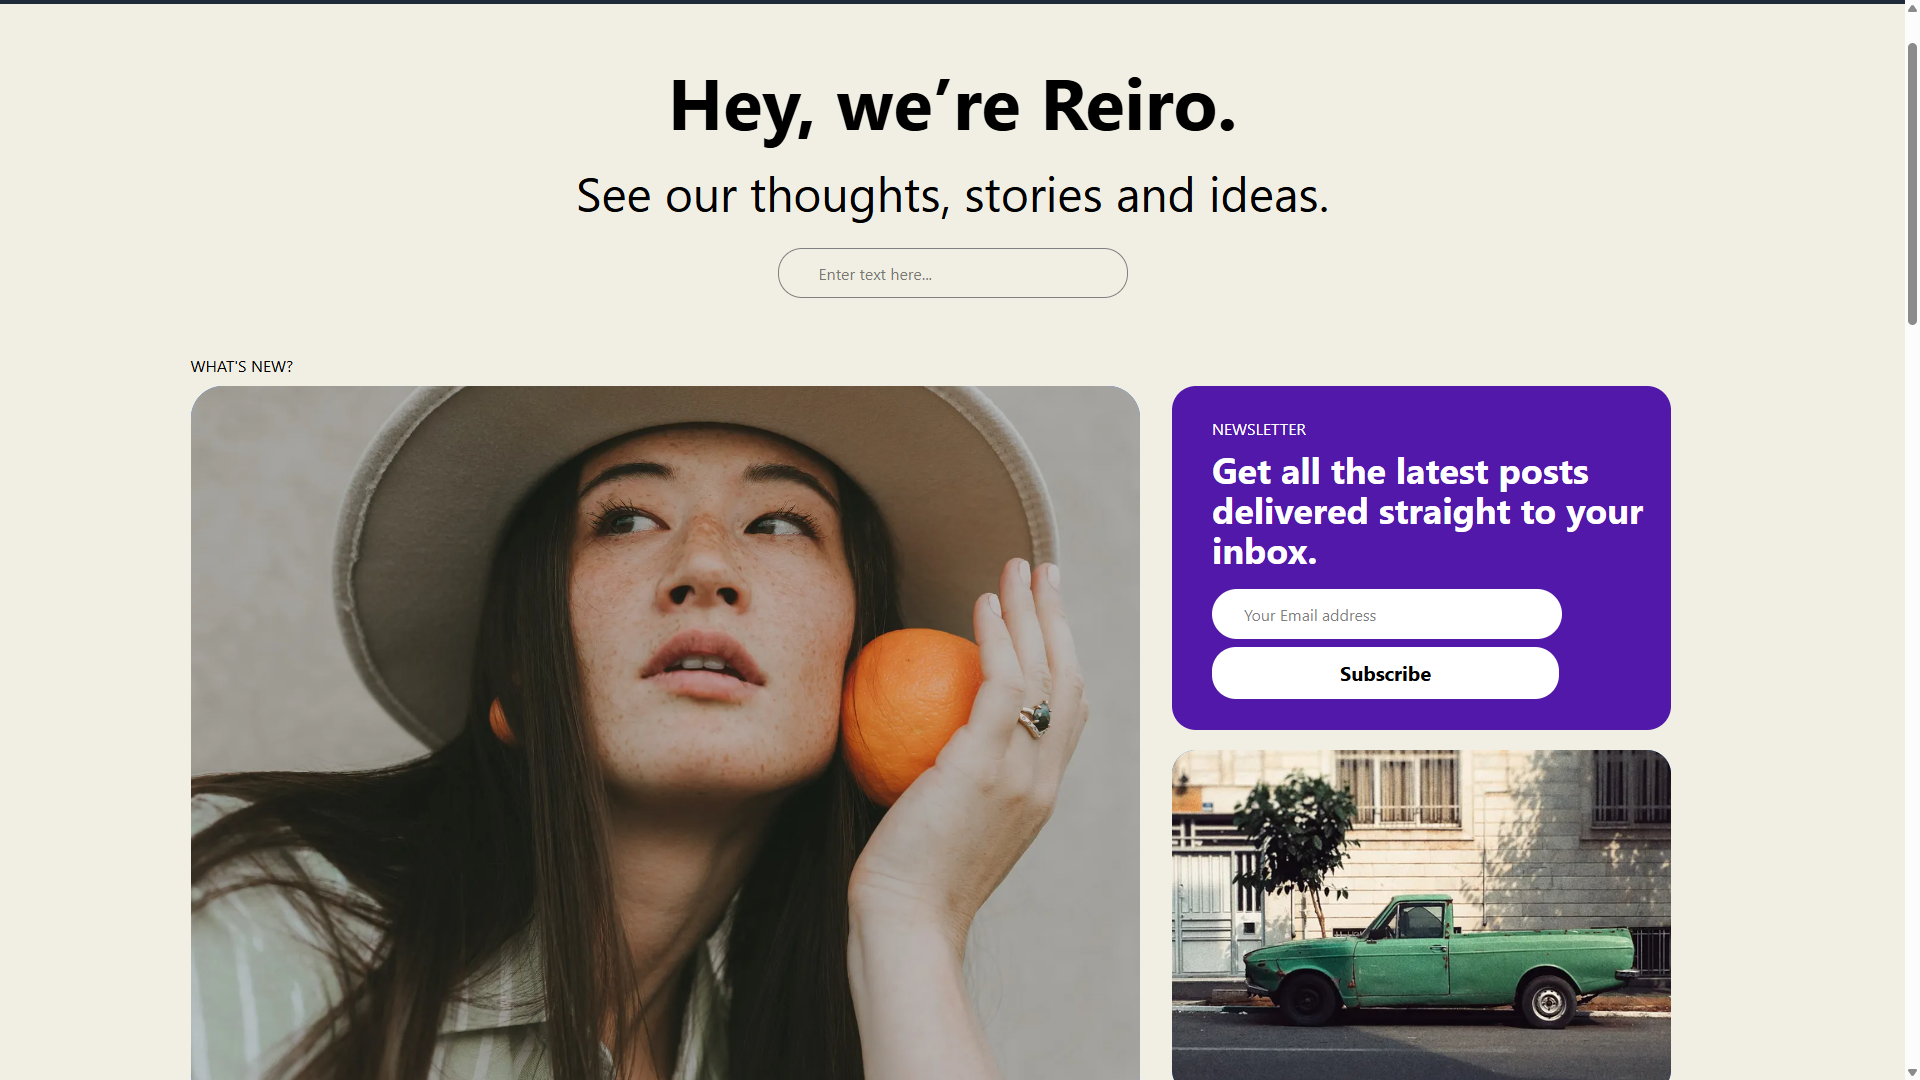 Hey, we’re Reiro.
See our thoughts, stories and ideas.
Enter text here...
WHAT'S NEW?
NEWSLETTER
Get all the latest posts
delivered straight to your
inbox.
Your Email address
Subscribe